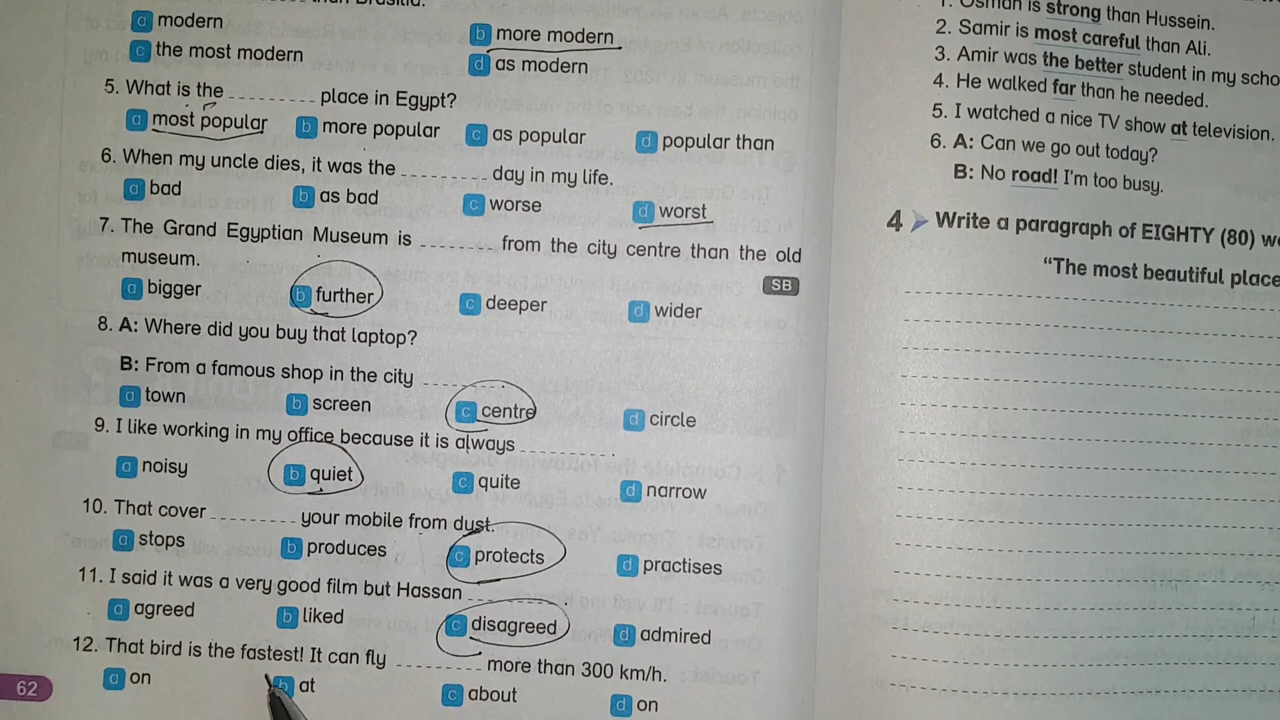 a modern
b more modern
c the most modern
d as modern
5. What is the _________ place in Egypt?
a most popular b more popular c as popular d popular than
6. When my uncle dies, it was the _________ day in my life.
a bad b as bad c worse d worst
7. The Grand Egyptian Museum is ________ from the city centre than the old
museum. SB
a bigger b further c deeper d wider
8. A: Where did you buy that laptop?
B: From a famous shop in the city _________.
a town b screen c centre d circle
9. I like working in my office because it is always _________.
a noisy b quiet c quite d narrow
10. That cover ________ your mobile from dust.
a stops b produces c protects d practises
11. I said it was a very good film but Hassan _________.
a agreed b liked c disagreed d admired
12. That bird is the fastest! It can fly ________ more than 300 km/h.
a on b at c about d on
62
1. Osman is strong than Hussein.
2. Samir is most careful than Ali.
3. Amir was the better student in my
4. He walked far than he needed.
5. I watched a nice TV show at television.
6. A: Can we go out today?
B: No road! I'm too busy.
4 Write a paragraph of EIGHTY (80)
"The most beautiful place